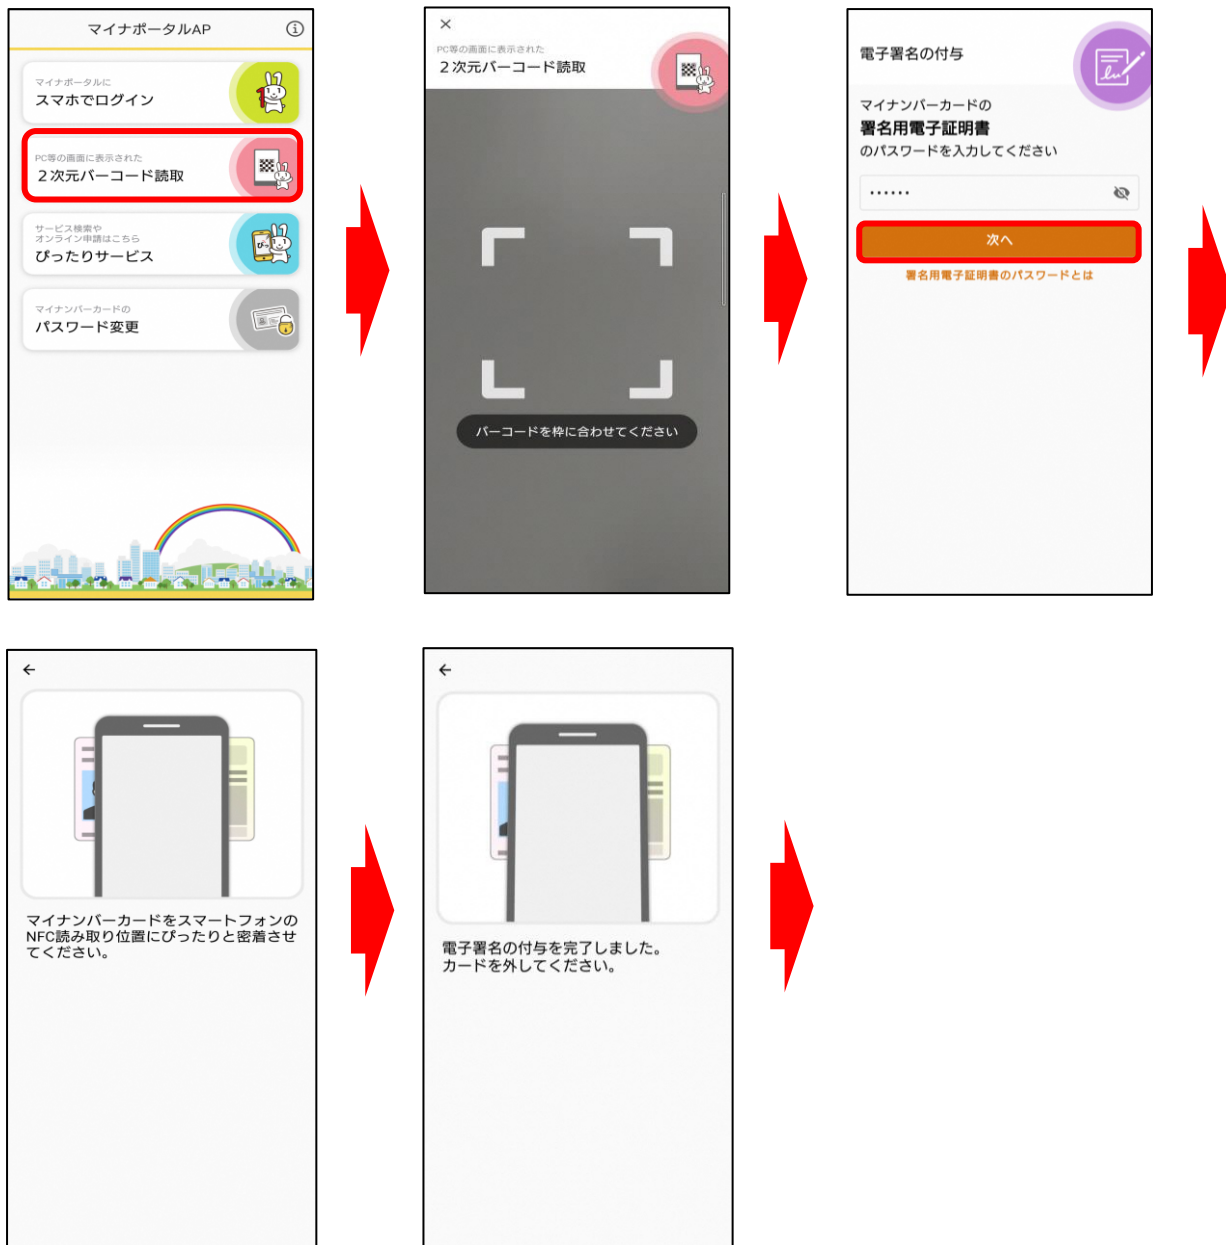 マイナポータルAP
マイナポータルに
スマホでログイン
PC等の画面に表示された
2次元バーコード読取
サービス検索や
オンライン申請はこちら
ぴったりサービス
マイナンバーカードの
パスワード変更
PC等の画面に表示された
2次元バーコード読取
バーコードを枠に合わせてください
電子署名の付与
マイナンバーカードの
署名用電子証明書
のパスワードを入力してください
······
次へ
署名用電子証明書のパスワードとは
マイナンバーカードをスマートフォンの
NFC読み取り位置にぴったりと密着させ
てください。
電子署名の付与を完了しました。
カードを外してください。